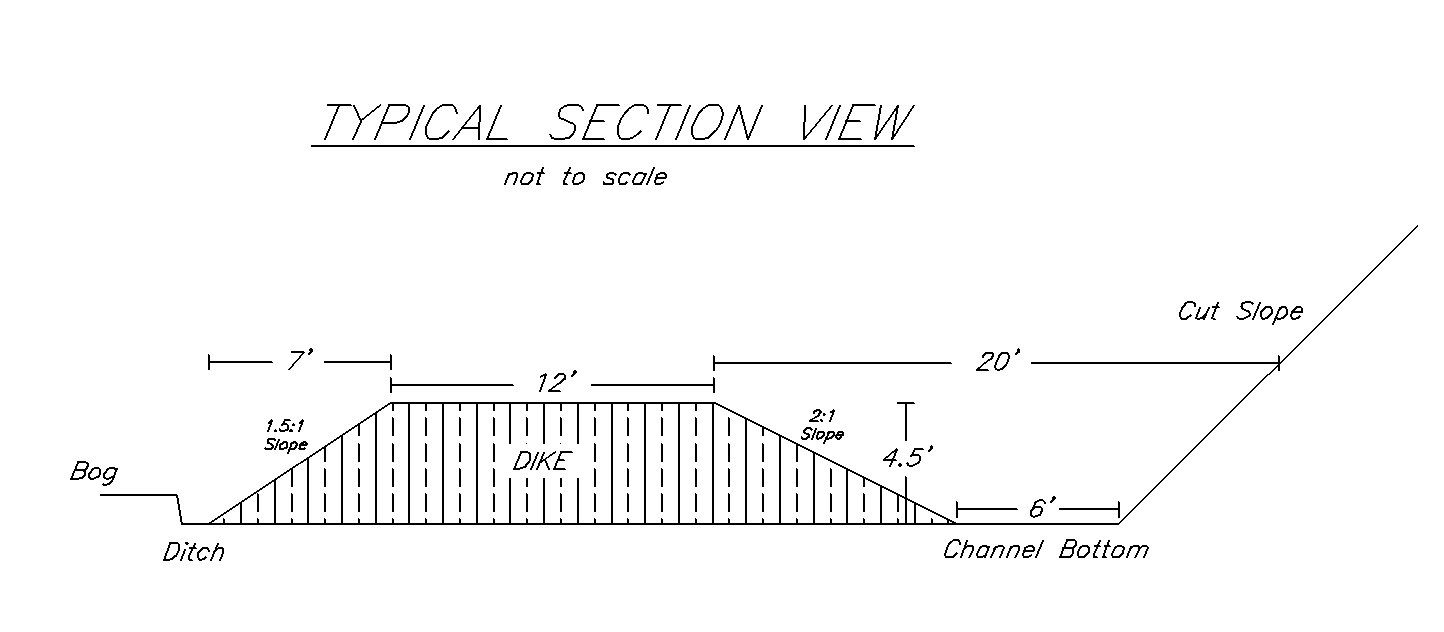 TYPICAL SECTION VIEW
not to scale
Cut Slope
7'
20'
12'
1.5:1
Slope
2:1
Slope
4.5'
DIKE
Bog
6'
Ditch
Channel Bottom